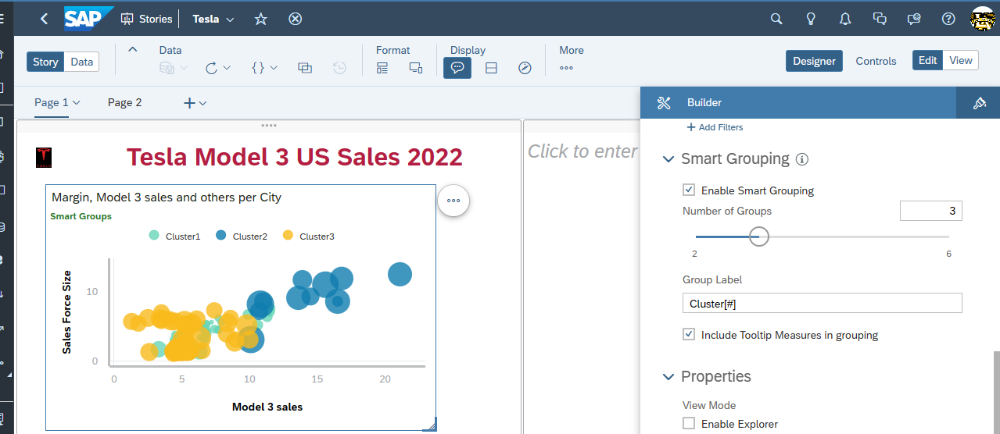 SAP Stories Tesla
Data Format Display More
Story Data Designer Controls Edit View
Page 1 Page 2 Builder
Add Filters
Tesla Model 3 US Sales 2022 Click to enter
Smart Grouping
Enable Smart Grouping
Margin, Model 3 sales and others per City
Number of Groups 3
Smart Groups
Cluster1 Cluster2 Cluster3
2 6
Sales Force Size
Group Label
10
Cluster[#]
Include Tooltip Measures in grouping
0
0 5 10 15 20
Properties
Model 3 sales
View Mode
Enable Explorer